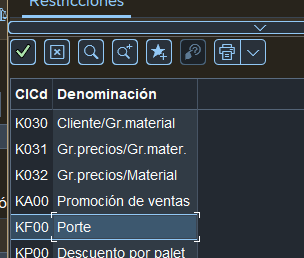 Restricciones
ClCd Denominación
K030 Cliente/Gr.material
K031 Gr.precios/Gr.mater.
K032 Gr.precios/Material
KA00 Promoción de ventas
KF00 Porte
KP00 Descuento por palet